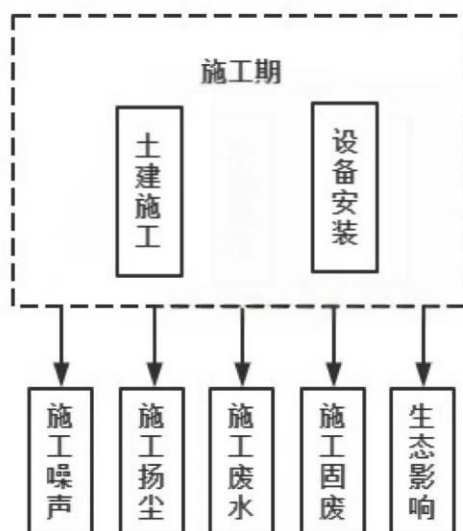 施工期
土建施工
设备安装
施工噪声
施工扬尘
施工废水
施工固废
生态影响